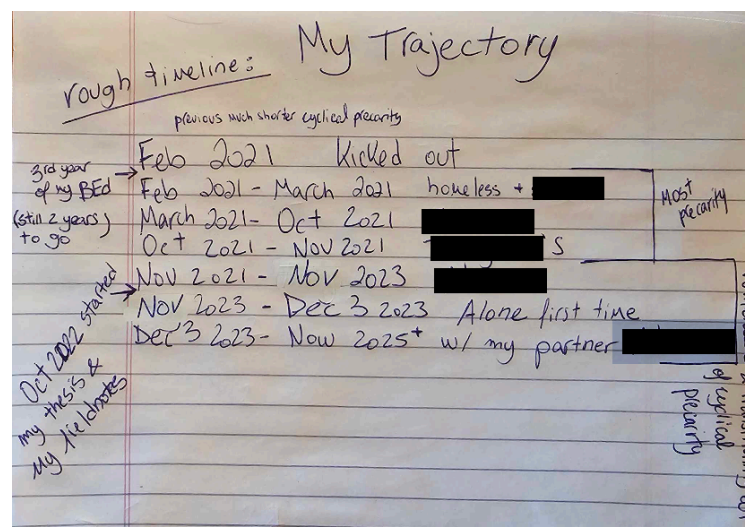 My Trajectory
rough timeline:
previous much shorter cyclical precarity
Feb 2021 Kicked out
3rd year
of my BEd
(still 2 years)
to go
Feb 2021 - March 2021 homeless +
March 2021 - Oct 2021
Oct 2021 - Nov 2021 s
Most
precarity
Nov 2021 - Nov 2023
Nov 2023 - Dec 3 2023 Alone first time
Dec 3 2023 - Now 2025+ w/ my partner
Oct 2022 started
my thesis &
my fieldnotes
of cyclical
precarity